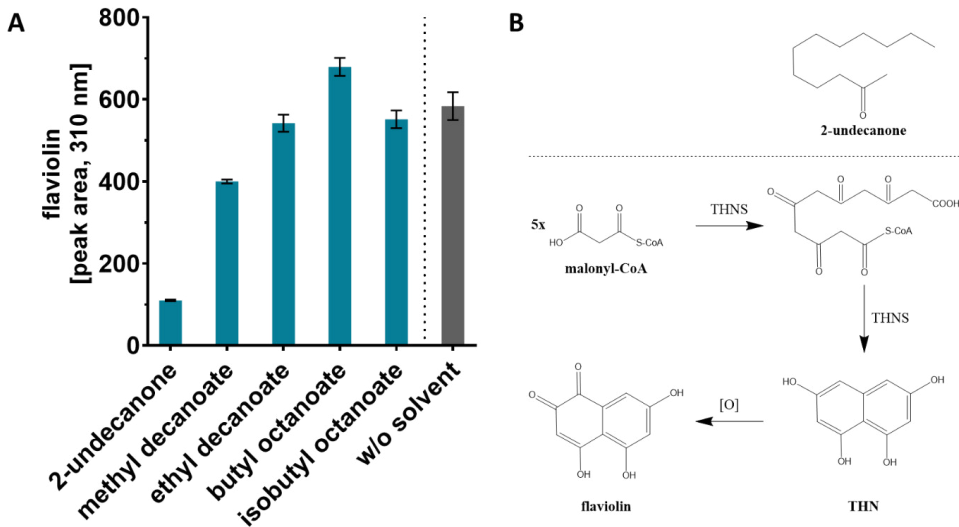 A
flaviolin
[peak area, 310 nm]
800
600
400
200
0
2-undecanone
methyl decanoate
ethyl decanoate
butyl octanoate
isobutyl octanoate
w/o solvent
B
O
2-undecanone
5x
O
O
HO
S-CoA
malonyl-CoA
THNS
O
O
O
COOH
S-CoA
O
O
THNS
HO
OH
OH
OH
THN
[O]
O
O
OH
OH
OH
flaviolin